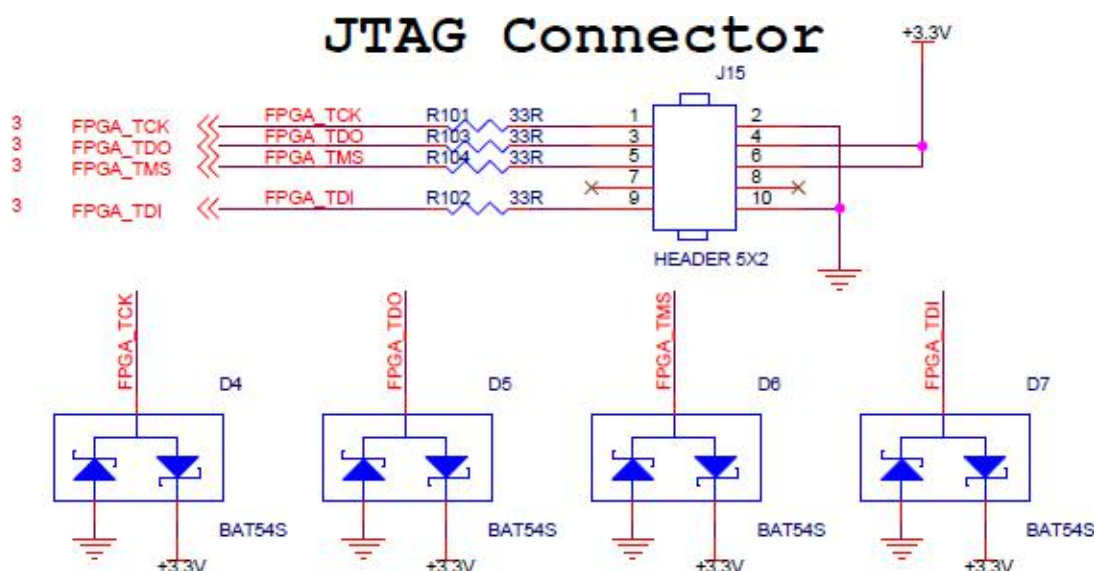 JTAG Connector
+3.3V
J15
3 FPGA_TCK FPGA_TCK R101 33R 1 2
3 FPGA_TDO FPGA_TDO R103 33R 3 4
3 FPGA_TMS FPGA_TMS R104 33R 5 6
7 8
3 FPGA_TDI FPGA_TDI R102 33R 9 10
HEADER 5X2
FPGA_TCK FPGA_TDO FPGA_TMS FPGA_TDI
D4 D5 D6 D7
BAT54S BAT54S BAT54S BAT54S
+3.3V +3.3V +3.3V +3.3V